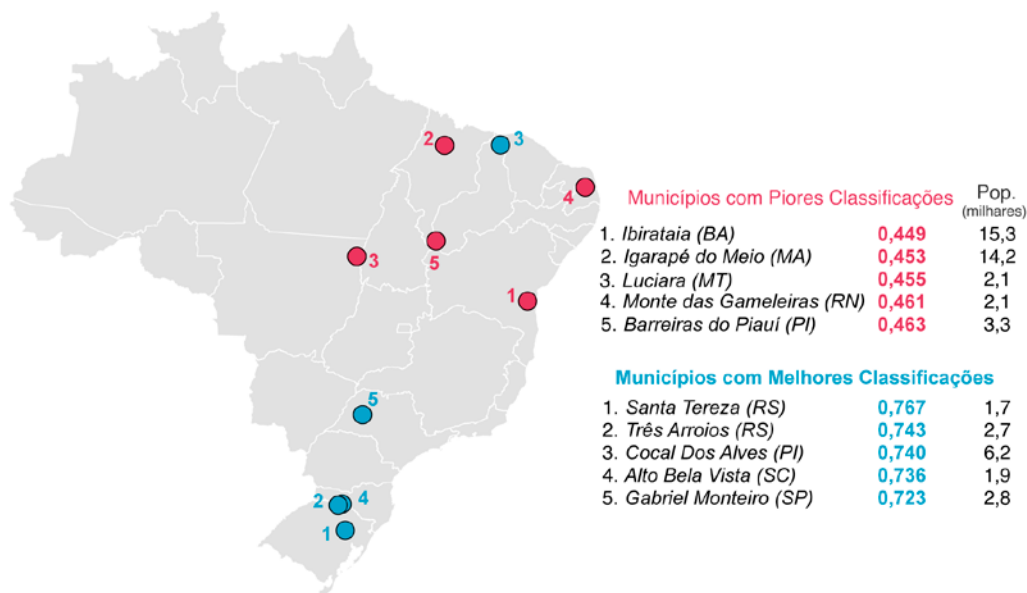 2
3
4
5
3
1
5
2
4
1
Municípios com Piores Classificações Pop. (milhares)
1. Ibirataia (BA) 0,449 15,3
2. Igarapé do Meio (MA) 0,453 14,2
3. Luciara (MT) 0,455 2,1
4. Monte das Gameleiras (RN) 0,461 2,1
5. Barreiras do Piauí (PI) 0,463 3,3
Municípios com Melhores Classificações
1. Santa Tereza (RS) 0,767 1,7
2. Três Arroios (RS) 0,743 2,7
3. Cocal Dos Alves (PI) 0,740 6,2
4. Alto Bela Vista (SC) 0,736 1,9
5. Gabriel Monteiro (SP) 0,723 2,8